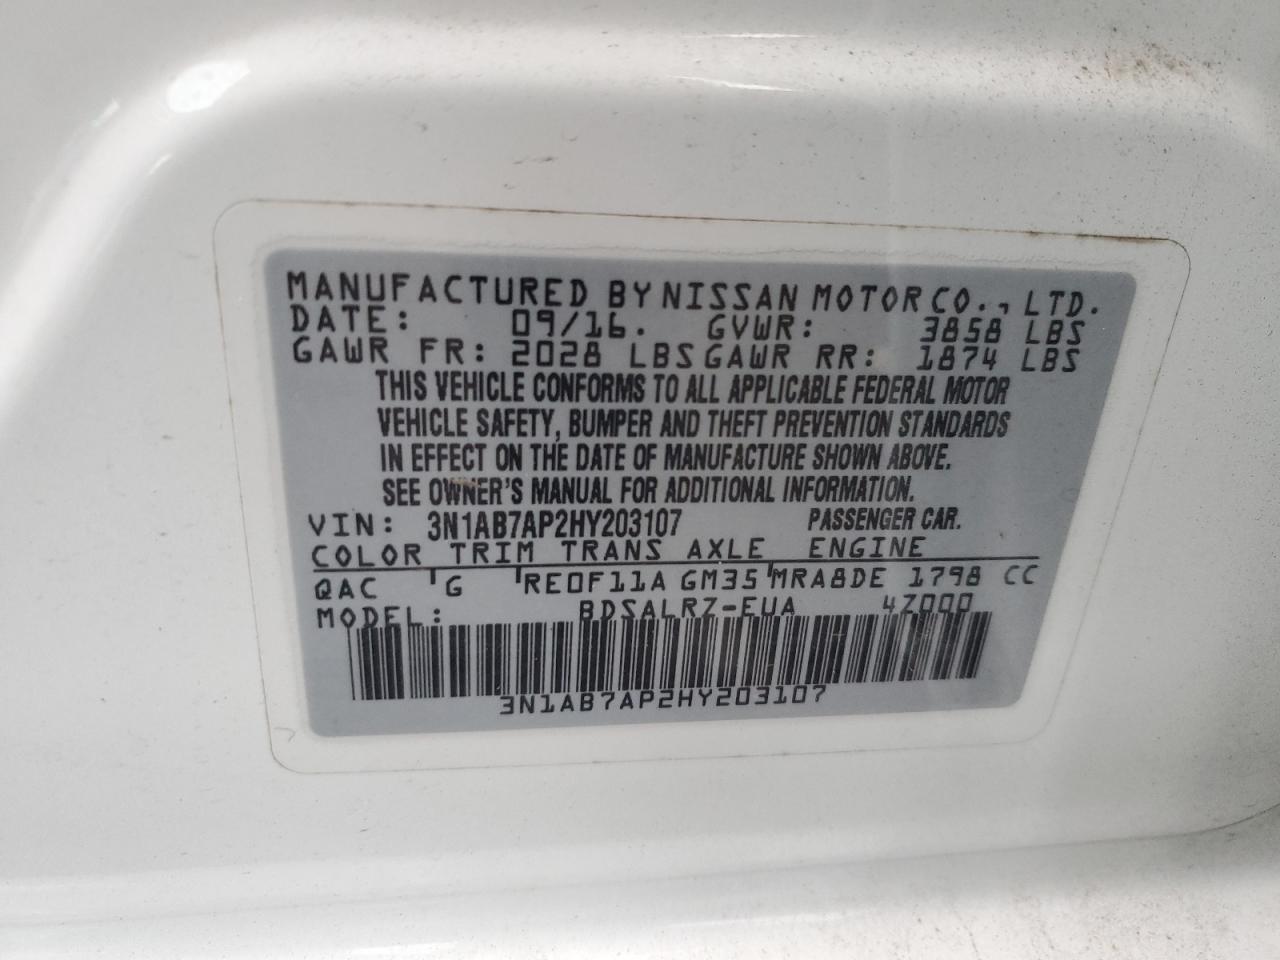 MANUFACTURED BY NISSAN MOTOR CO., LTD.
DATE: 09/16. GVWR: 3858 LBS
GAWR FR: 2028 LBS GAWR RR: 1874 LBS
THIS VEHICLE CONFORMS TO ALL APPLICABLE FEDERAL MOTOR
VEHICLE SAFETY, BUMPER AND THEFT PREVENTION STANDARDS
IN EFFECT ON THE DATE OF MANUFACTURE SHOWN ABOVE.
SEE OWNER'S MANUAL FOR ADDITIONAL INFORMATION.
VIN: 3N1AB7AP2HY203107 PASSENGER CAR.
COLOR TRIM TRANS AXLE ENGINE
QAC G RE0F11A GM35 MRA8DE 1798 CC
MODEL: BDSALRZ-EUA 4Z000
3N1AB7AP2HY203107